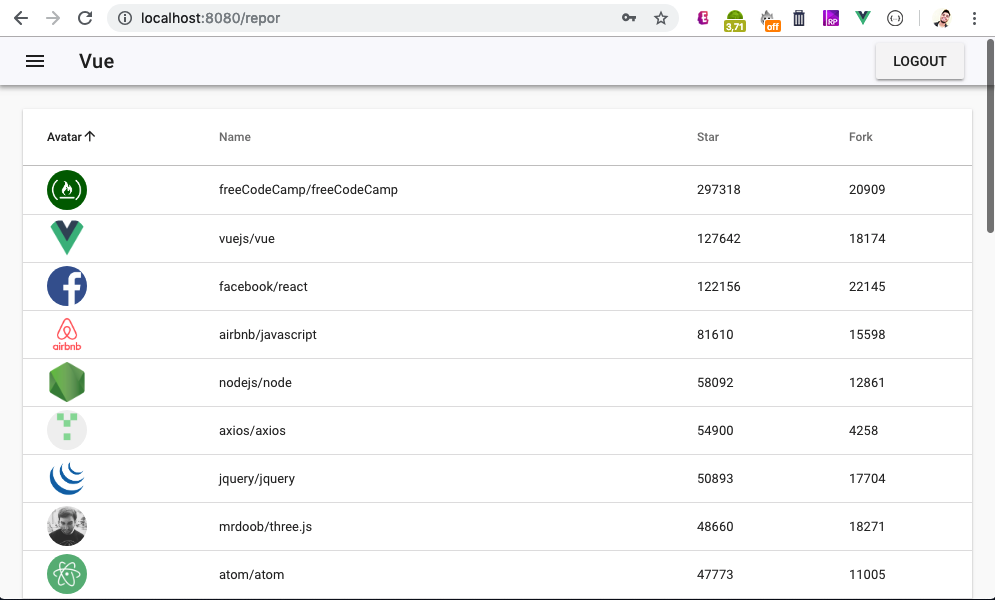 localhost:8080/repor
3,71
off
RP
Vue
LOGOUT
Avatar Name Star Fork
freeCodeCamp/freeCodeCamp 297318 20909
vuejs/vue 127642 18174
facebook/react 122156 22145
airbnb/javascript 81610 15598
airbnb
nodejs/node 58092 12861
axios/axios 54900 4258
jquery/jquery 50893 17704
mrdoob/three.js 48660 18271
atom/atom 47773 11005